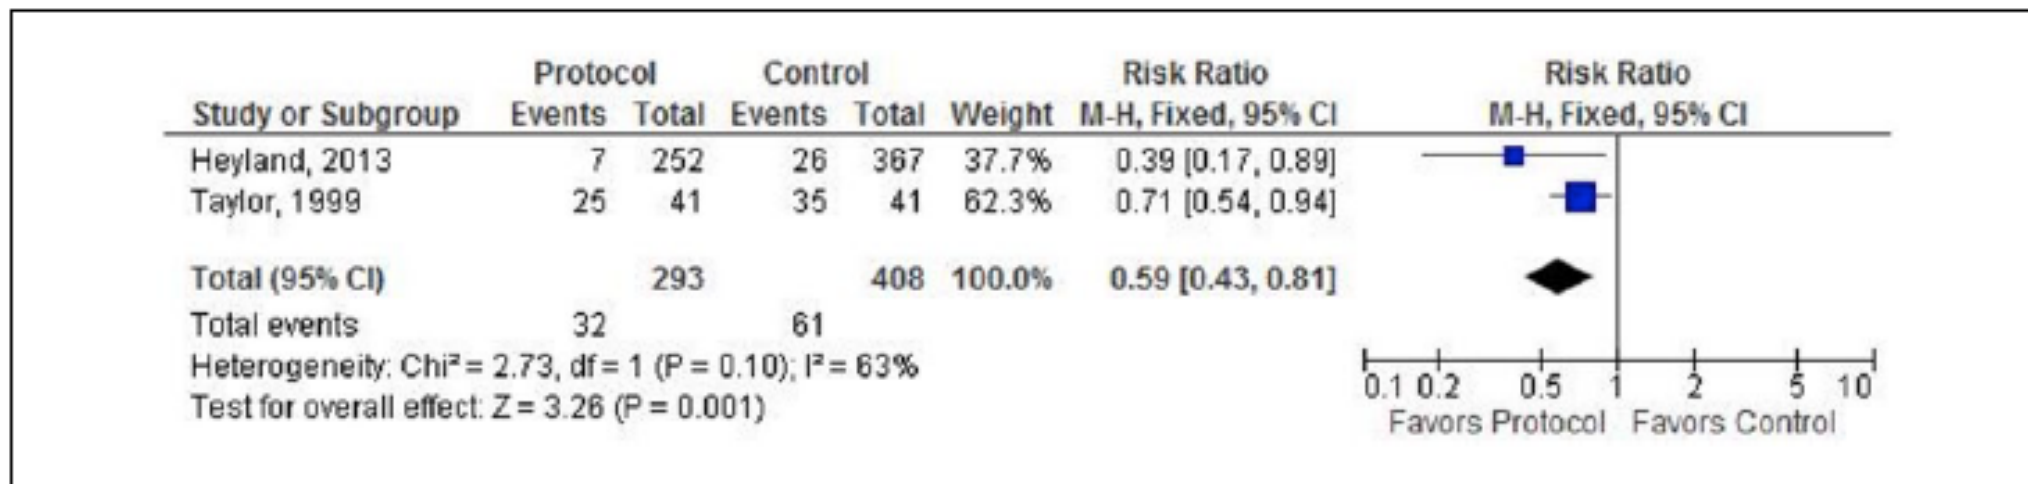 Protocol Control Risk Ratio Risk Ratio
Study or Subgroup Events Total Events Total Weight M-H, Fixed, 95% CI M-H, Fixed, 95% CI
Heyland, 2013 7 252 26 367 37.7% 0.39 [0.17, 0.89]
Taylor, 1999 25 41 35 41 62.3% 0.71 [0.54, 0.94]
Total (95% CI) 293 408 100.0% 0.59 [0.43, 0.81]
Total events 32 61
Heterogeneity: Chi² = 2.73, df = 1 (P = 0.10); I² = 63%
Test for overall effect: Z = 3.26 (P = 0.001)
0.1 0.2 0.5 1 2 5 10
Favors Protocol Favors Control